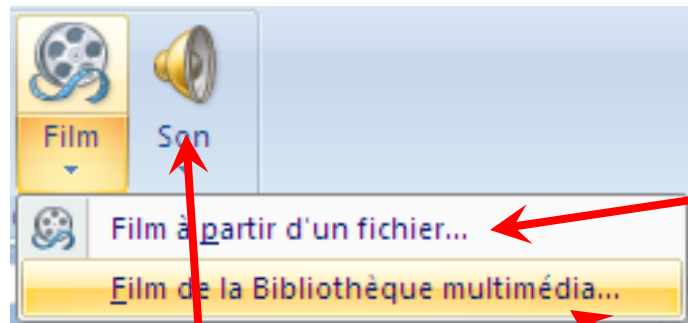 Film Son
Film à partir d'un fichier...
Film de la Bibliothèque multimédia...